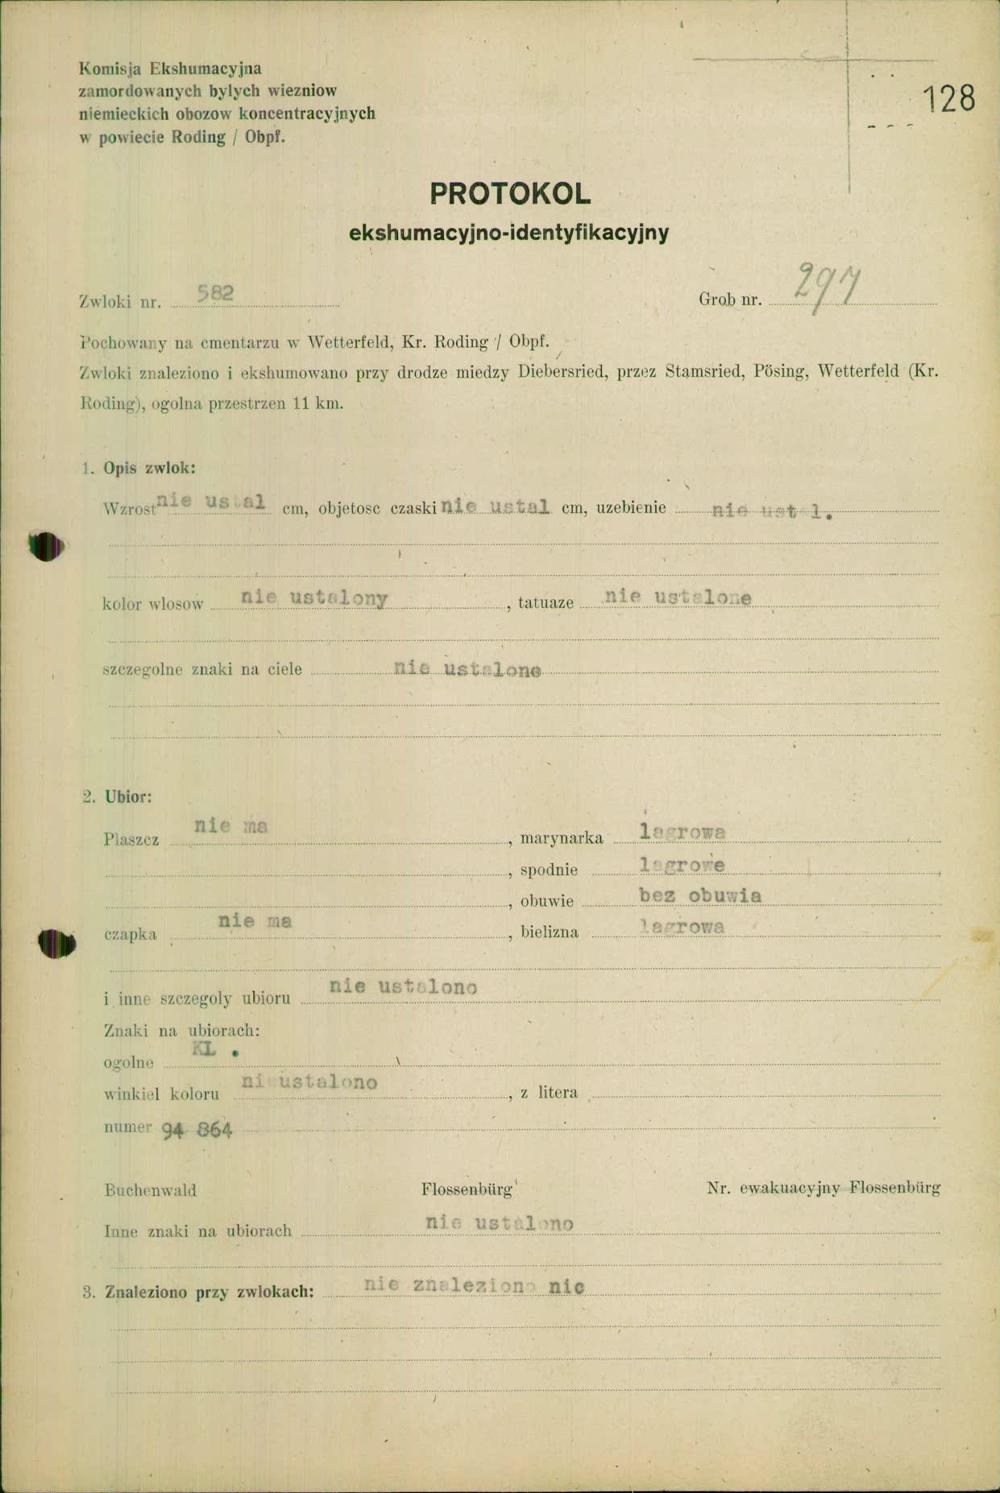 Komisja Ekshumacyjna
zamordowanych bylych wiezniow
niemieckich obozow koncentracyjnych
w powiecie Roding / Obpf.
128
PROTOKOL
ekshumacyjno-identyfikacyjny
Zwloki nr. 582 Grob nr. 297
Pochowany na cmentarzu w Wetterfeld, Kr. Roding / Obpf.
Zwloki znaleziono i ekshumowano przy drodze miedzy Diebersried, przez Stamsried, Pösing, Wetterfeld (Kr.
Roding), ogolna przestrzen 11 km.
1. Opis zwlok:
Wzrost nie ustal cm, objetosc czaski nie ustal cm, uzebienie nie ustal.
kolor wlosow nie ustalony, tatuaze nie ustalone
szczegolne znaki na ciele nie ustalone
2. Ubior:
Plaszcz nie ma, marynarka lagrowa
, spodnie lagrowe
, obuwie bez obuwia
czapka nie ma, bielizna lagrowa
i inne szczegoly ubioru nie ustalono
Znaki na ubiorach:
ogolne KL.
winkiel koloru ni ustalono, z litera
numer 94 864
Buchenwald Flossenbürg Nr. ewakuacyjny Flossenbürg
Inne znaki na ubiorach nie ustalono
3. Znaleziono przy zwlokach: nie znaleziono nic